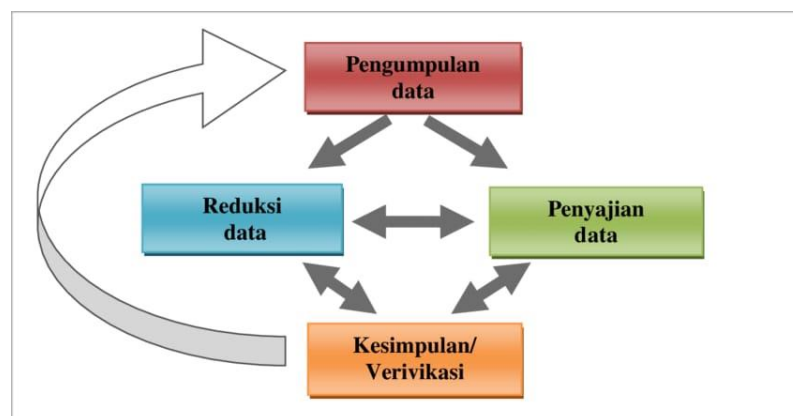 Pengumpulan
data
Reduksi
data
Penyajian
data
Kesimpulan/
Verivikasi